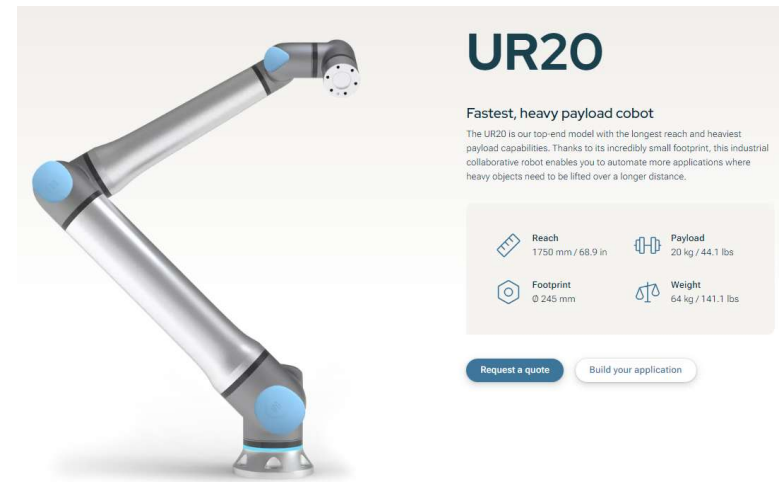 UR20
Fastest, heavy payload cobot
The UR20 is our top-end model with the longest reach and heaviest
payload capabilities. Thanks to its incredibly small footprint, this industrial
collaborative robot enables you to automate more applications where
heavy objects need to be lifted over a longer distance.
Reach
1750 mm / 68.9 in
Payload
20 kg / 44.1 lbs
Footprint
Ø 245 mm
Weight
64 kg / 141.1 lbs
Request a quote
Build your application